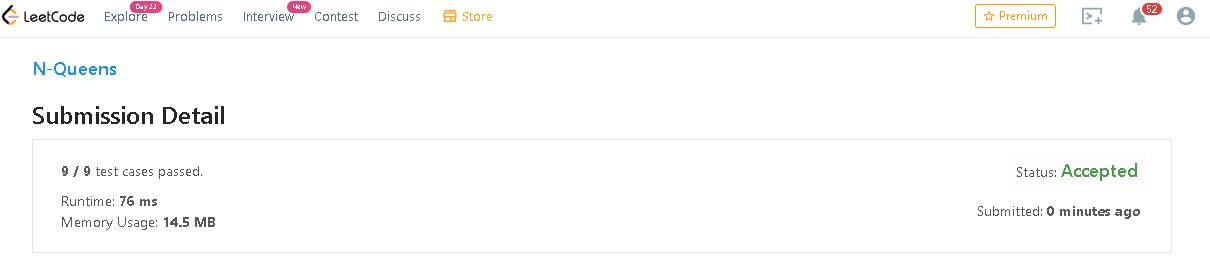 Day 22 New
LeetCode Explore Problems Interview Contest Discuss Store Premium 52
N-Queens
Submission Detail
9 / 9 test cases passed.
Status: Accepted
Runtime: 76 ms
Submitted: 0 minutes ago
Memory Usage: 14.5 MB